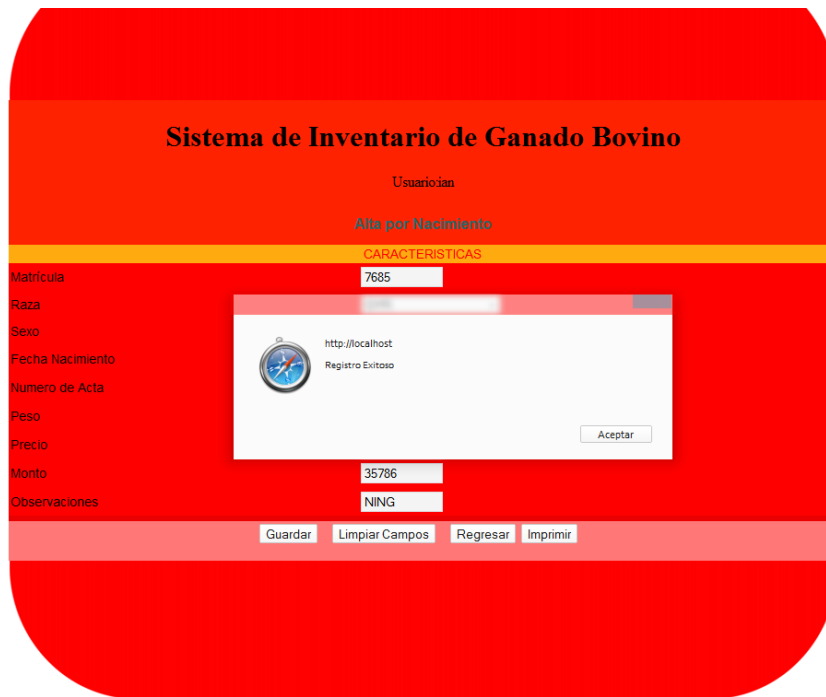 Sistema de Inventario de Ganado Bovino
Usuario:ian
Alta por Nacimiento
CARACTERISTICAS
Matrícula 7685
Raza
Sexo
Fecha Nacimiento
Numero de Acta
Peso
Precio
http://localhost
Registro Exitoso
Aceptar
Monto 35786
Observaciones NING
Guardar Limpiar Campos Regresar Imprimir